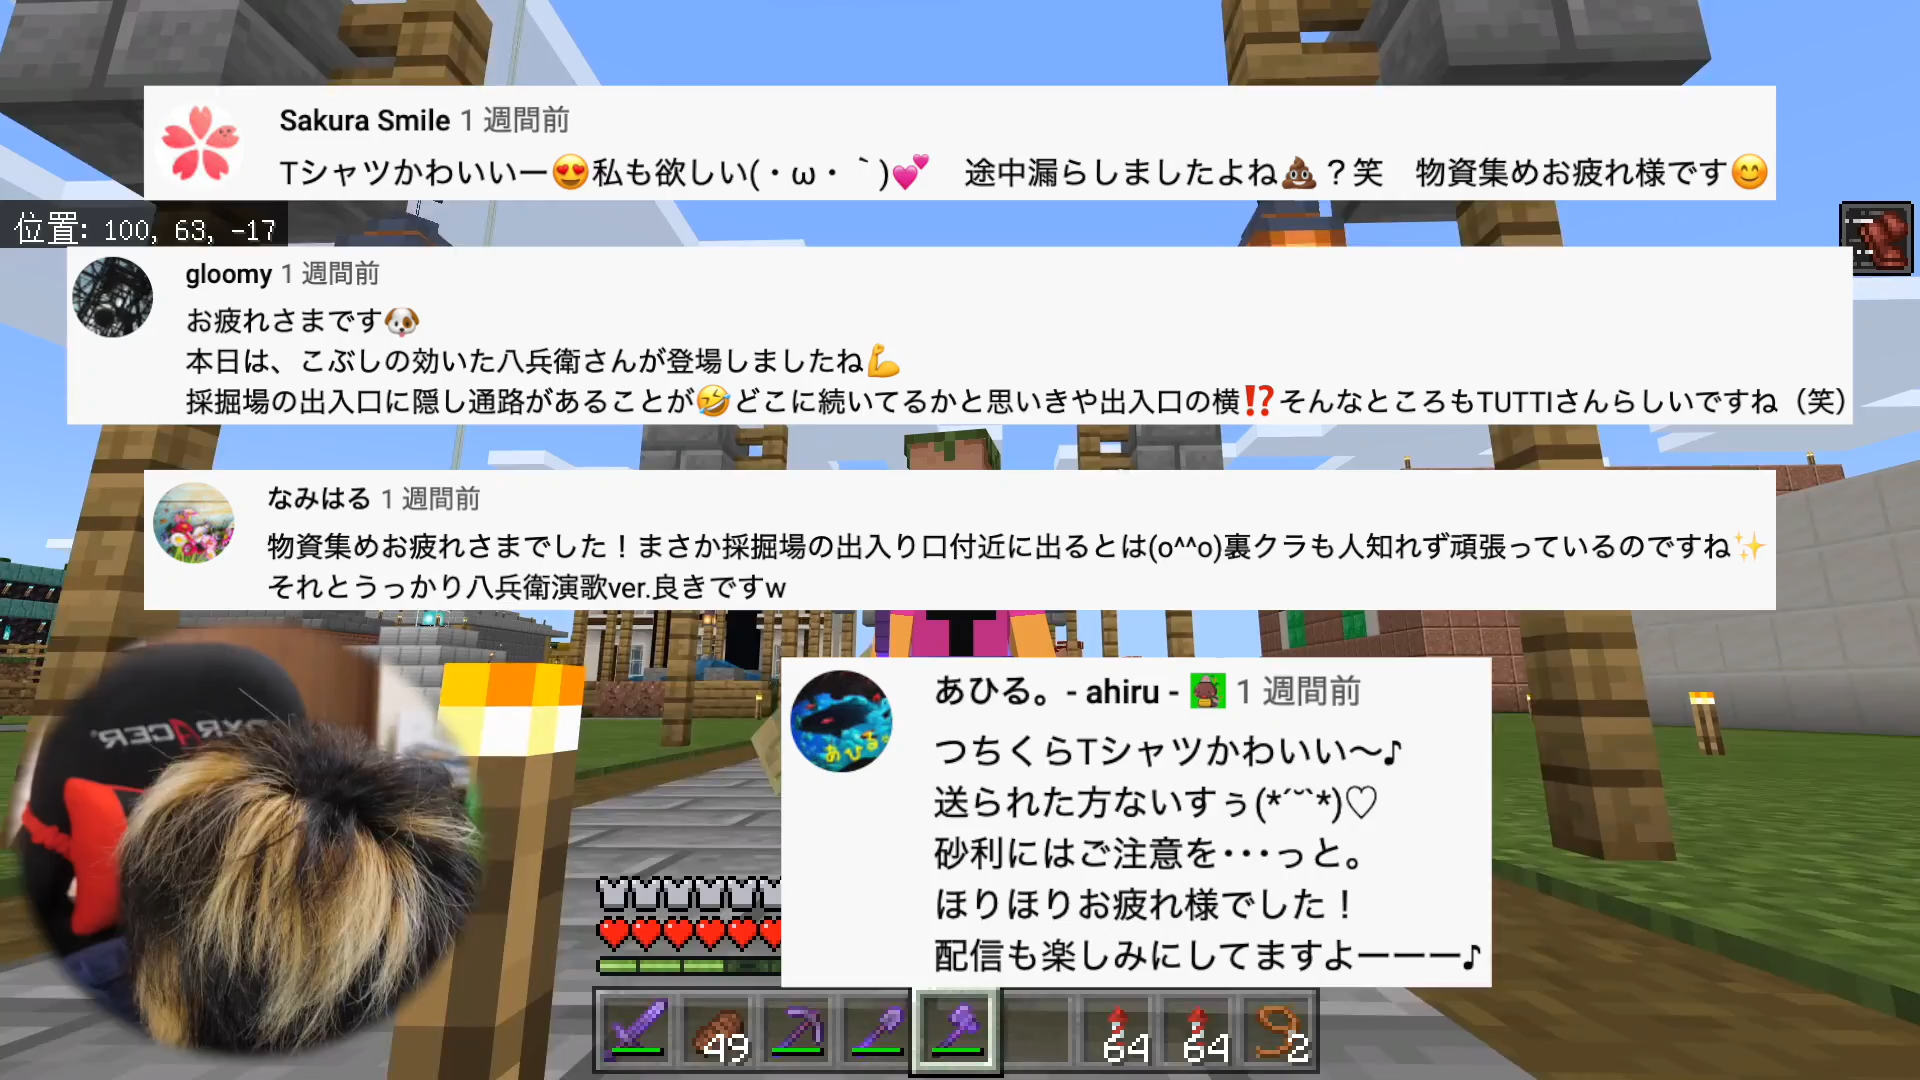 Sakura Smile 1 週間前
Tシャツかわいいー😍私も欲しい(・ω・｀)💕　途中漏らしましたよね💩？笑　物資集めお疲れ様です😊
位置: 100, 63, -17
gloomy 1 週間前
お疲れさまです🐶
本日は、こぶしの効いた八兵衛さんが登場しましたね💪
採掘場の出入口に隠し通路があることが🤣どこに続いてるかと思いきや出入口の横⁉️そんなところもTUTTIさんらしいですね（笑）
なみはる 1 週間前
物資集めお疲れさまでした！まさか採掘場の出入り口付近に出るとは(o^^o)裏クラも人知れず頑張っているのですね✨
それとうっかり八兵衛演歌ver.良きですw
あひる。- ahiru - 1 週間前
あひる。
つちくらTシャツかわいい〜♪
送られた方ないすぅ(*´˘`*)♡
砂利にはご注意を･･･っと。
ほりほりお疲れ様でした！
配信も楽しみにしてますよーーー♪
DXRACER
49
64
64
2